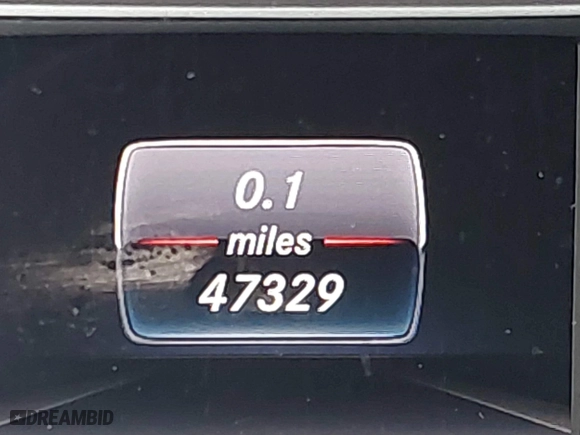 0.1
miles
47329
DREAMBID